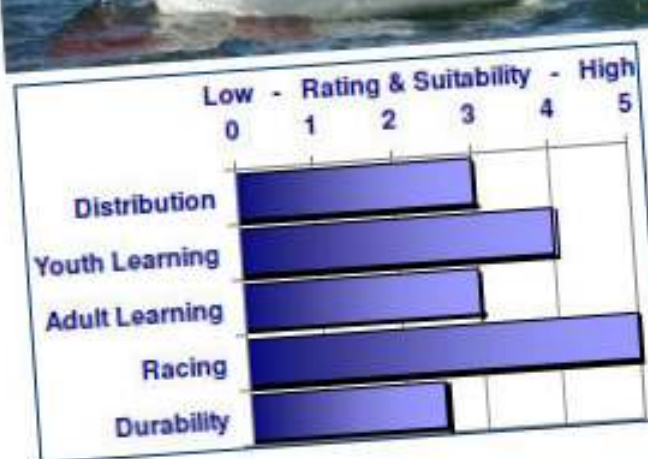 Low - Rating & Suitability - High
0 1 2 3 4 5
Distribution
Youth Learning
Adult Learning
Racing
Durability